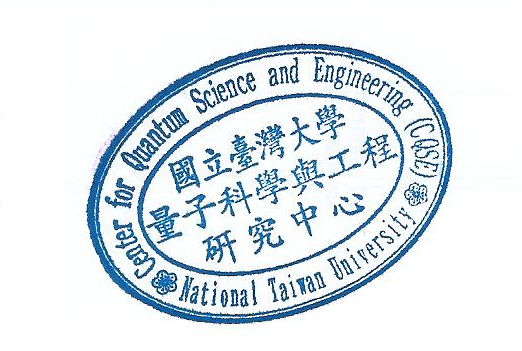 Center for Quantum Science and Engineering (CQSE)
國立臺灣大學
量子科學與工程
研究中心
National Taiwan University